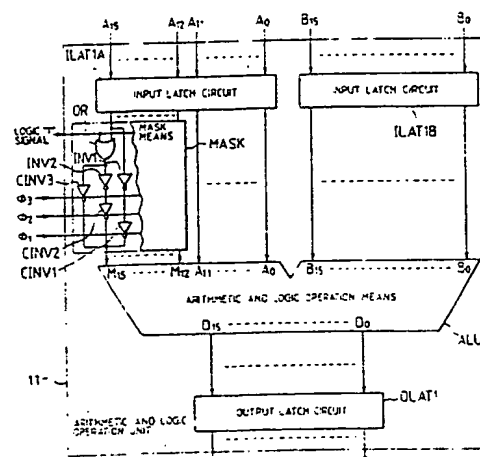 A15 A12 A11 A0 B15 B0
ILAT1A
INPUT LATCH CIRCUIT
INPUT LATCH CIRCUIT
OR
MASK MEANS
MASK
ILAT1B
LOGIC "1" SIGNAL
INV1
INV2
CINV3
Φ3
Φ2
Φ1
CINV2
CINV1
M15 M12 A11 A0 B15 B0
ARITHMETIC AND LOGIC OPERATION MEANS
D15 D0
ALU
11
OLAT1
OUTPUT LATCH CIRCUIT
ARITHMETIC AND LOGIC
OPERATION UNIT